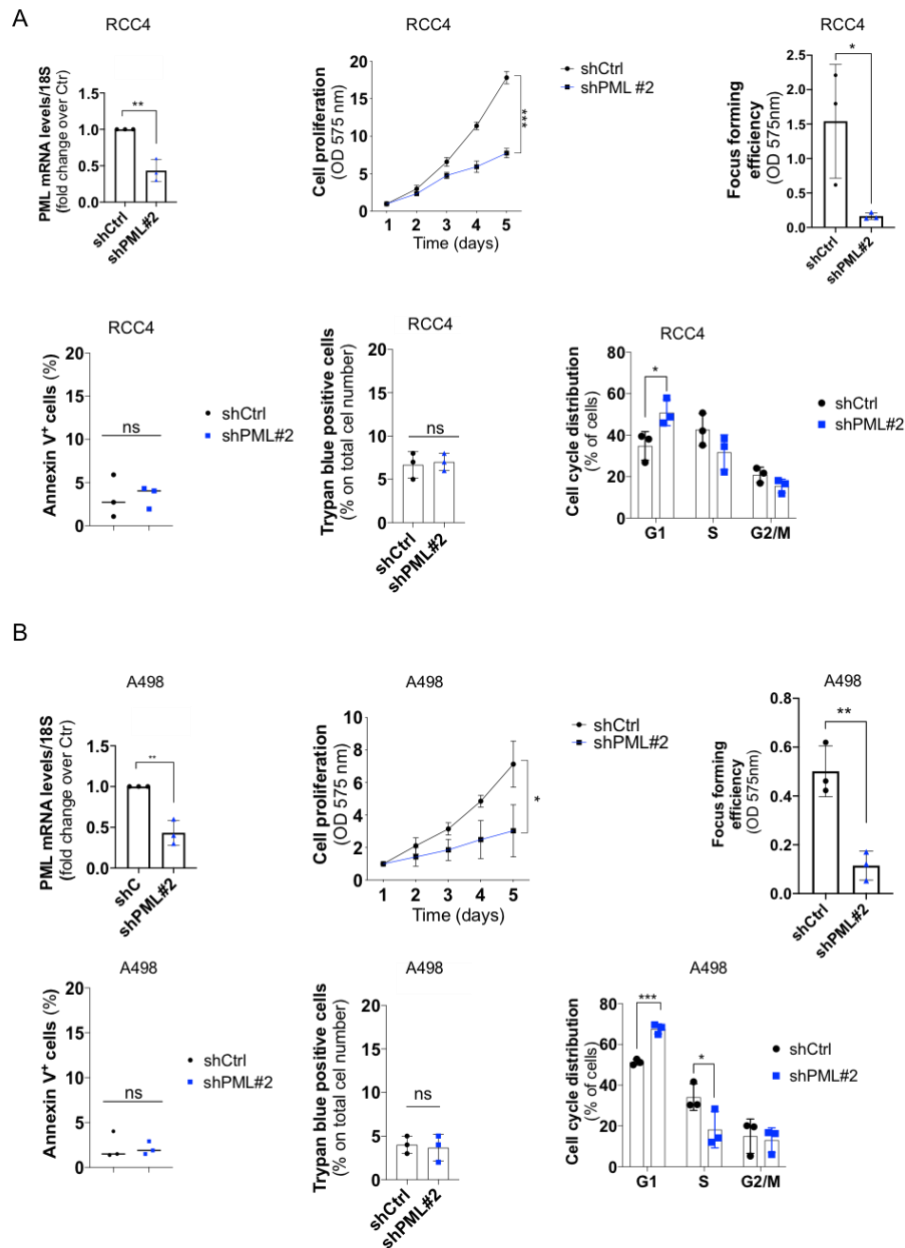 A
RCC4
PML mRNA levels/18S
(fold change over Ctr)
1.5
1.0
0.5
0.0
**
shCtrl
shPML#2
RCC4
Cell proliferation
(OD 575 nm)
20
15
10
5
0
1 2 3 4 5
Time (days)
***
shCtrl
shPML #2
RCC4
Focus forming
efficiency
(OD 575nm)
2.5
2.0
1.5
1.0
0.5
0.0
*
shCtrl
shPML#2
RCC4
Annexin V+ cells (%)
20
15
10
5
0
ns
shCtrl
shPML#2
RCC4
Trypan blue positive cells
(% on total cel number)
20
15
10
5
0
ns
shCtrl
shPML#2
RCC4
Cell cycle distribution
(% of cells)
80
60
40
20
0
*
G1 S G2/M
shCtrl
shPML#2
B
A498
PML mRNA levels/18S
(fold change over Ctr)
1.5
1.0
0.5
0.0
**
shC
shPML#2
A498
Cell proliferation
(OD 575 nm)
10
8
6
4
2
0
1 2 3 4 5
Time (days)
*
shCtrl
shPML#2
A498
Focus forming
efficiency
(OD 575nm)
0.8
0.6
0.4
0.2
0.0
**
shCtrl
shPML#2
A498
Annexin V+ cells (%)
20
15
10
5
0
ns
shCtrl
shPML#2
A498
Trypan blue positive cells
(% on total cel number)
20
15
10
5
0
ns
shCtrl
shPML#2
A498
Cell cycle distribution
(% of cells)
80
60
40
20
0
***
*
G1 S G2/M
shCtrl
shPML#2